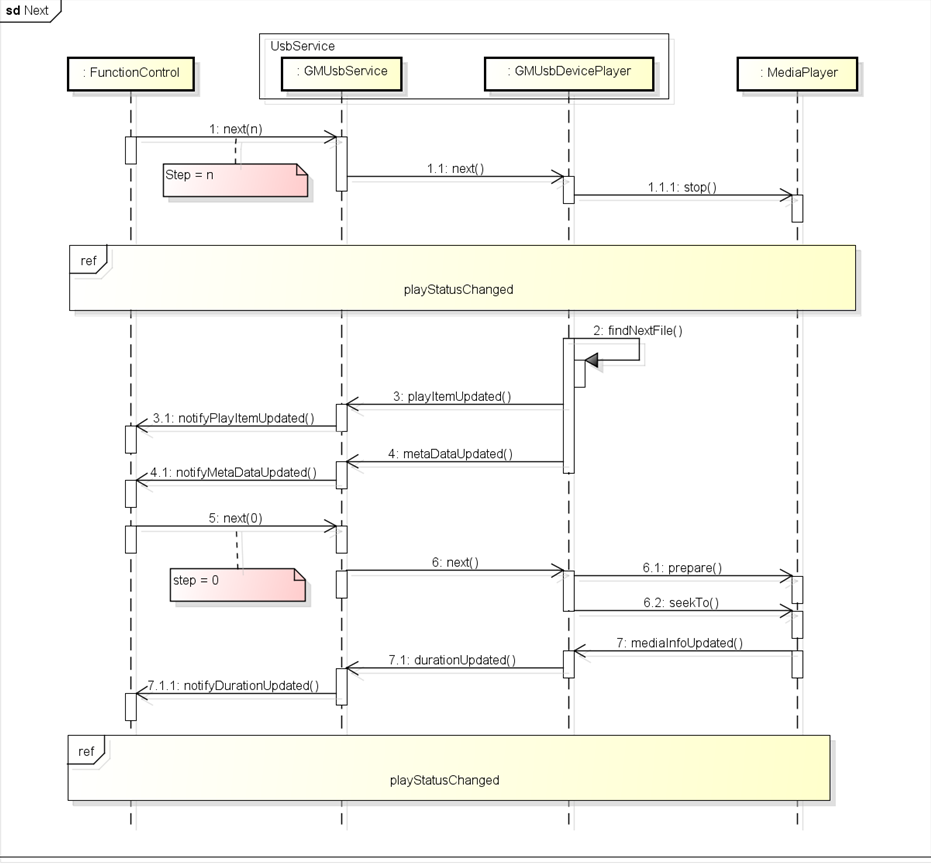 sd Next
UsbService
: FunctionControl
: GMUsbService
: GMUsbDevicePlayer
: MediaPlayer
1: next(n)
Step = n
1.1: next()
1.1.1: stop()
ref
playStatusChanged
2: findNextFile()
3: playItemUpdated()
3.1: notifyPlayItemUpdated()
4: metaDataUpdated()
4.1: notifyMetaDataUpdated()
5: next(0)
step = 0
6: next()
6.1: prepare()
6.2: seekTo()
7: mediaInfoUpdated()
7.1: durationUpdated()
7.1.1: notifyDurationUpdated()
ref
playStatusChanged